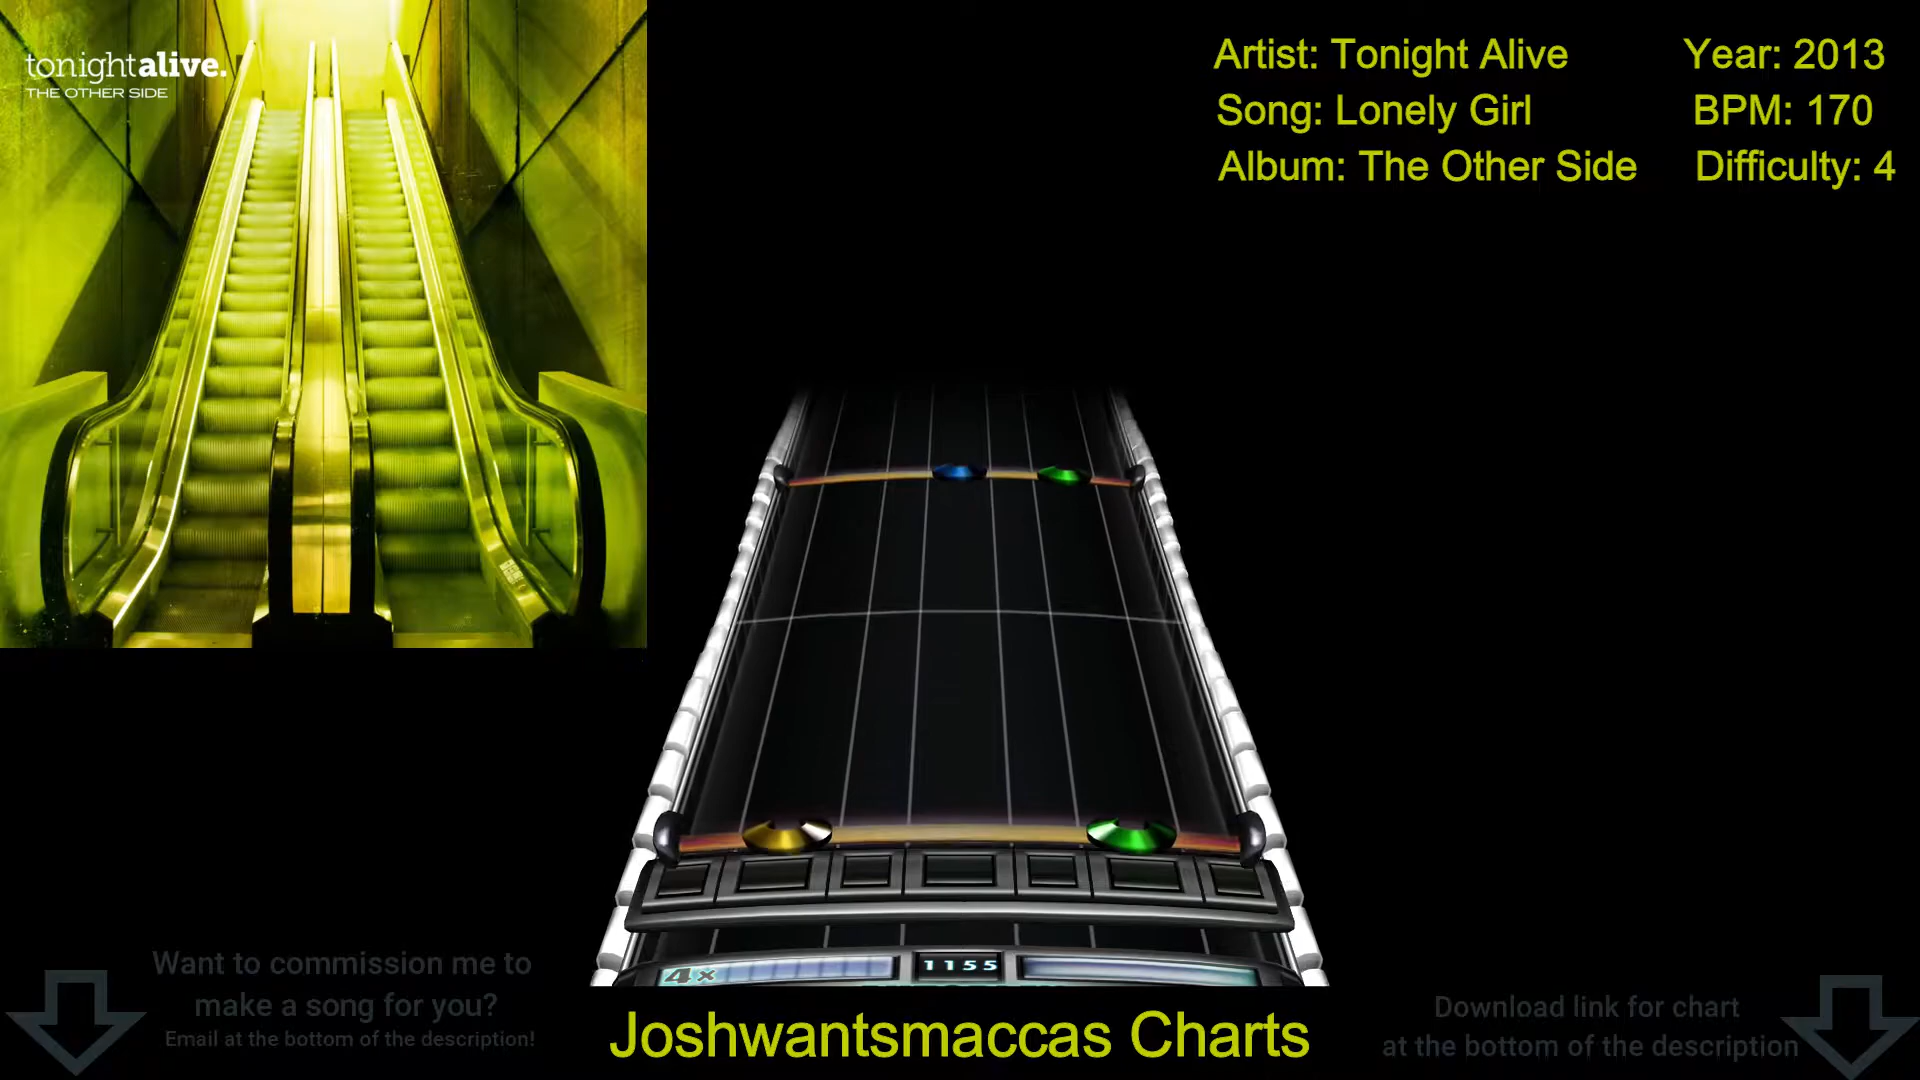 tonightalive.
THE OTHER SIDE
Artist: Tonight Alive
Year: 2013
Song: Lonely Girl
BPM: 170
Album: The Other Side
Difficulty: 4
4x
1155
Want to commission me to
make a song for you?
Email at the bottom of the description!
Joshwantsmaccas Charts
Download link for chart
at the bottom of the description